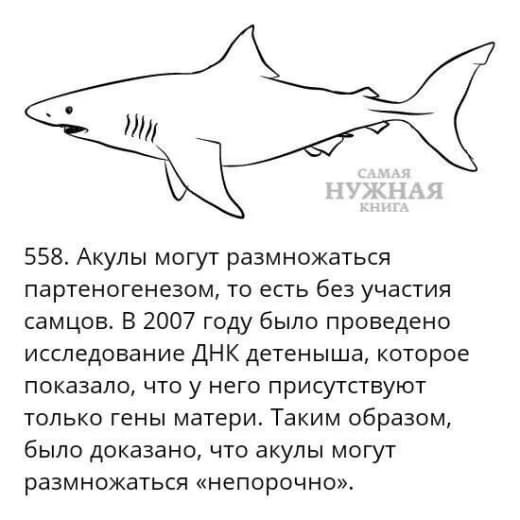 САМАЯ
НУЖНАЯ
КНИГА
558. Акулы могут размножаться
партеногенезом, то есть без участия
самцов. В 2007 году было проведено
исследование ДНК детеныша, которое
показало, что у него присутствуют
только гены матери. Таким образом,
было доказано, что акулы могут
размножаться «непорочно».